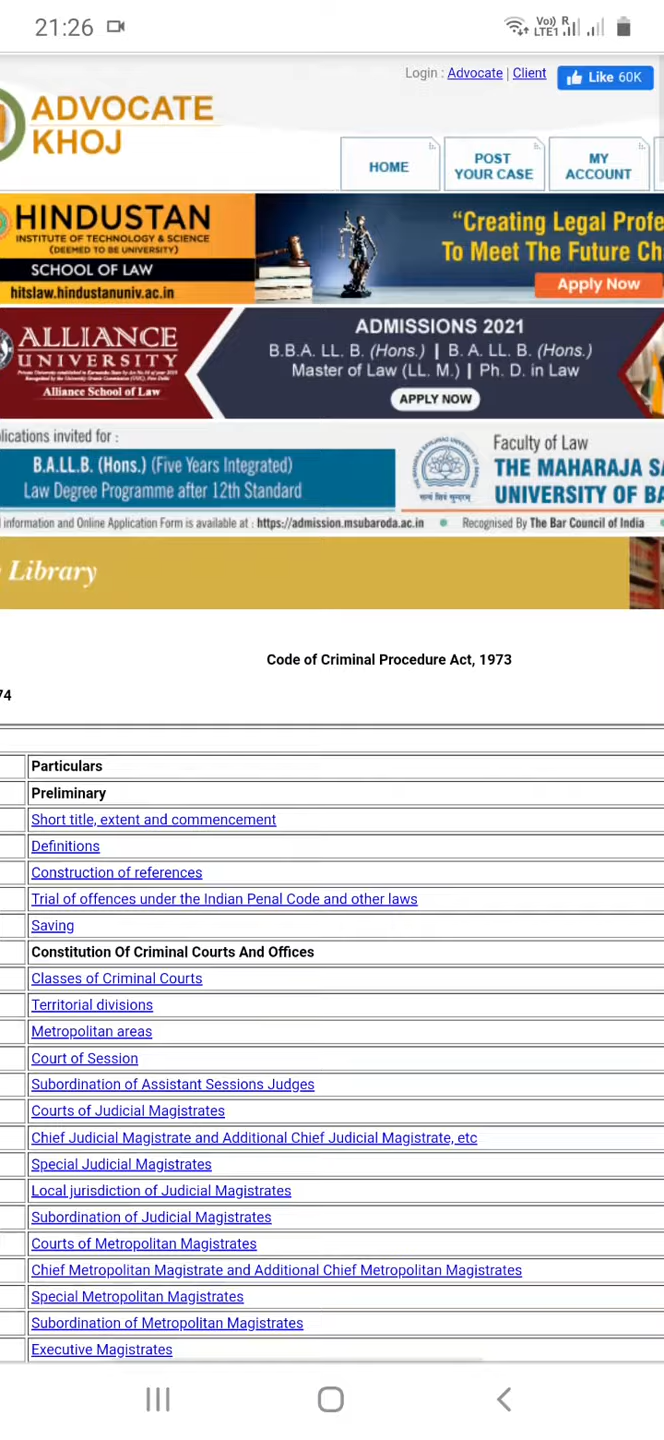 21:26
Vo)) R
LTE1
Login : Advocate | Client
Like 60K
ADVOCATE
KHOJ
HOME
POST
YOUR CASE
MY
ACCOUNT
HINDUSTAN
INSTITUTE OF TECHNOLOGY & SCIENCE
(DEEMED TO BE UNIVERSITY)
SCHOOL OF LAW
hitslaw.hindustanuniv.ac.in
“Creating Legal Profe
To Meet The Future Ch
Apply Now
ALLIANCE
UNIVERSITY
Alliance School of Law
ADMISSIONS 2021
B.B.A. LL. B. (Hons.) | B. A. LL. B. (Hons.)
Master of Law (LL. M.) | Ph. D. in Law
APPLY NOW
lications invited for :
B.A.LL.B. (Hons.) (Five Years Integrated)
Law Degree Programme after 12th Standard
Faculty of Law
THE MAHARAJA SA
UNIVERSITY OF BA
information and Online Application Form is available at : https://admission.msubaroda.ac.in
Recognised By The Bar Council of India
Library
Code of Criminal Procedure Act, 1973
74
Particulars
Preliminary
Short title, extent and commencement
Definitions
Construction of references
Trial of offences under the Indian Penal Code and other laws
Saving
Constitution Of Criminal Courts And Offices
Classes of Criminal Courts
Territorial divisions
Metropolitan areas
Court of Session
Subordination of Assistant Sessions Judges
Courts of Judicial Magistrates
Chief Judicial Magistrate and Additional Chief Judicial Magistrate, etc
Special Judicial Magistrates
Local jurisdiction of Judicial Magistrates
Subordination of Judicial Magistrates
Courts of Metropolitan Magistrates
Chief Metropolitan Magistrate and Additional Chief Metropolitan Magistrates
Special Metropolitan Magistrates
Subordination of Metropolitan Magistrates
Executive Magistrates